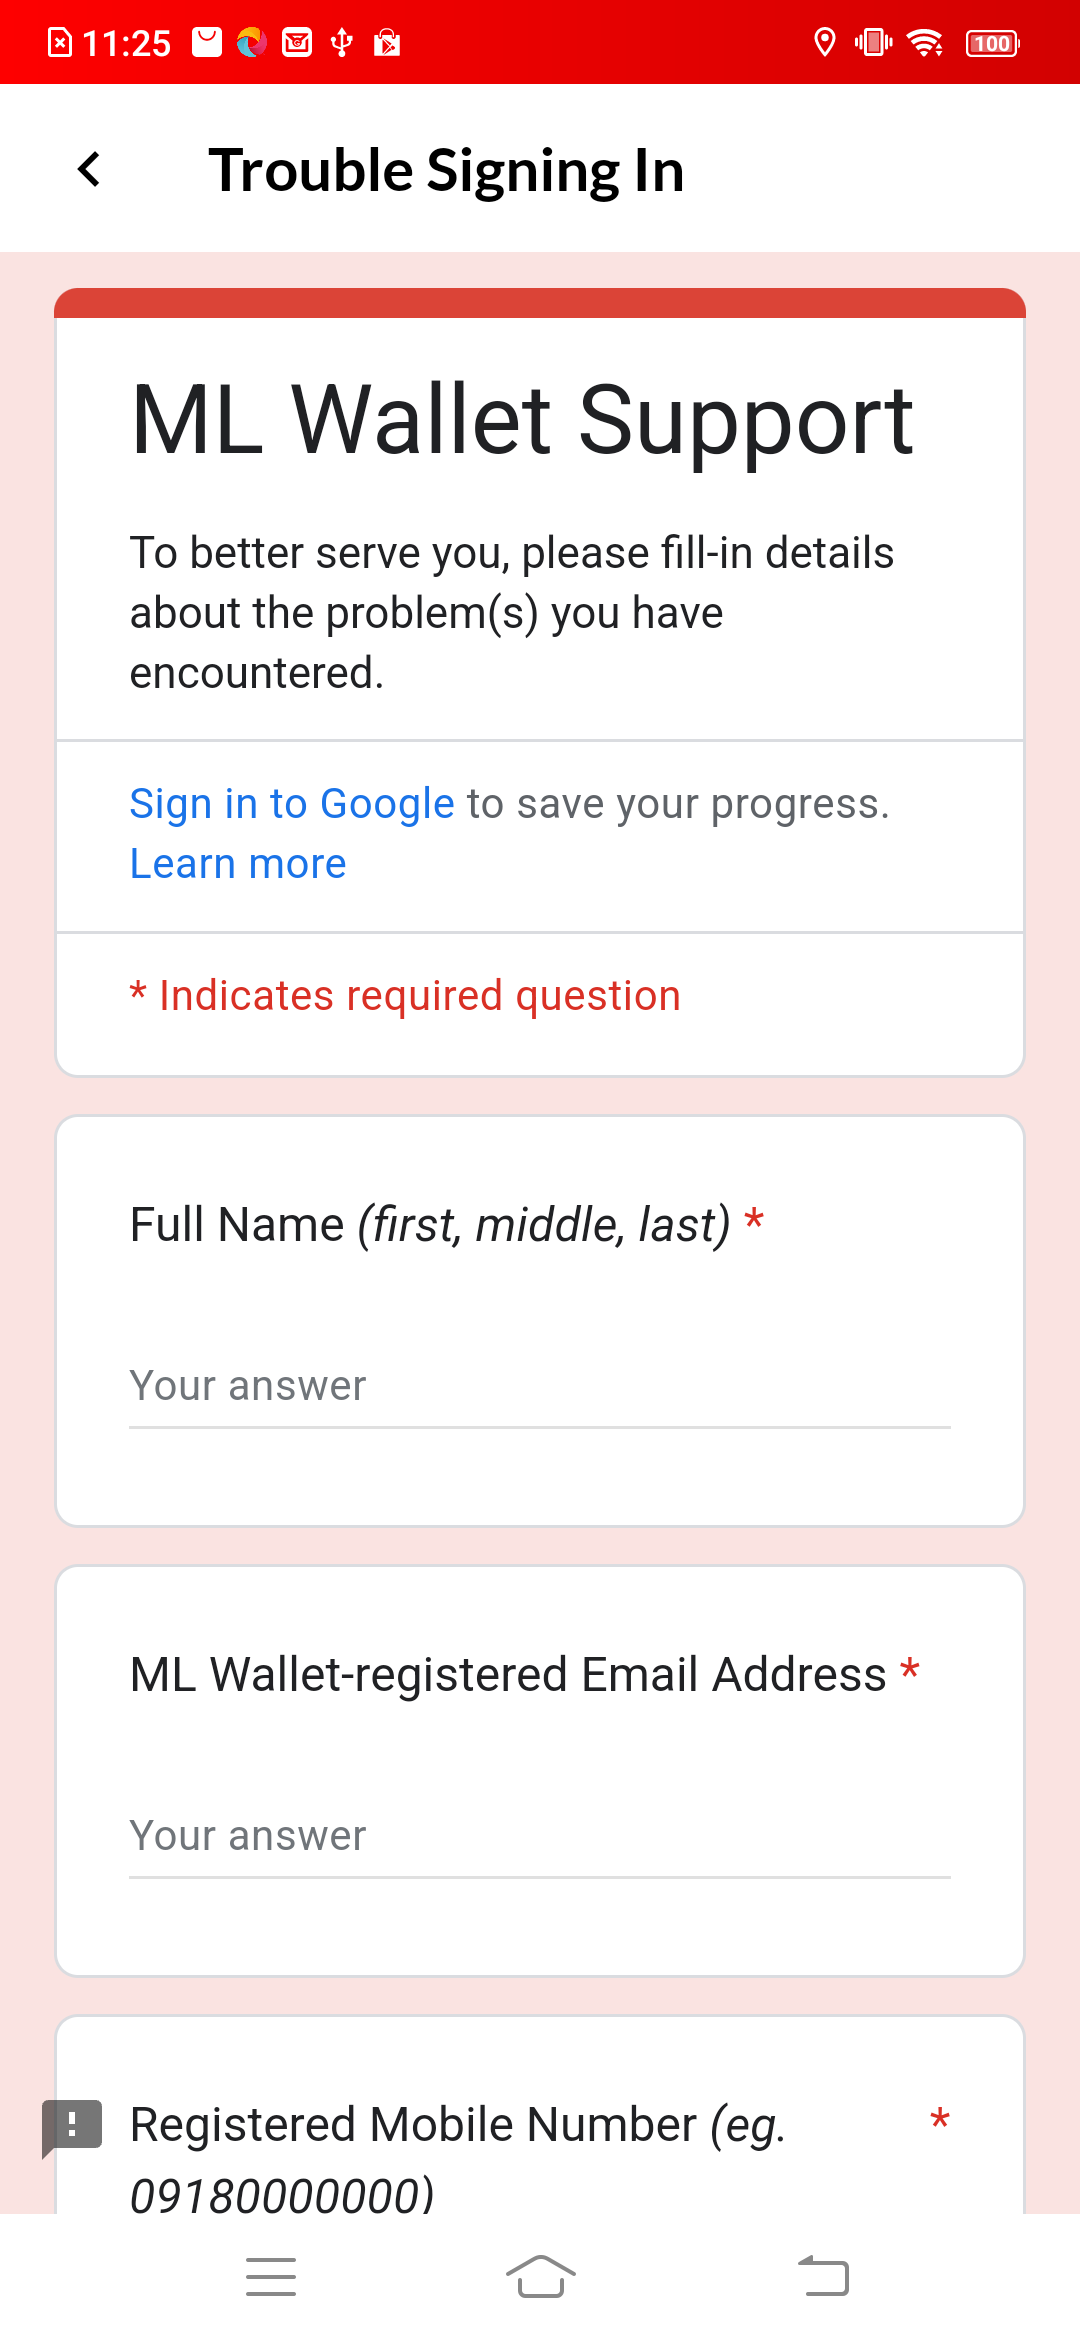 11:25
100
Trouble Signing In
ML Wallet Support
To better serve you, please fill-in details
about the problem(s) you have
encountered.
Sign in to Google to save your progress.
Learn more
* Indicates required question
Full Name (first, middle, last) *
Your answer
ML Wallet-registered Email Address *
Your answer
Registered Mobile Number (eg. *
09180000000)